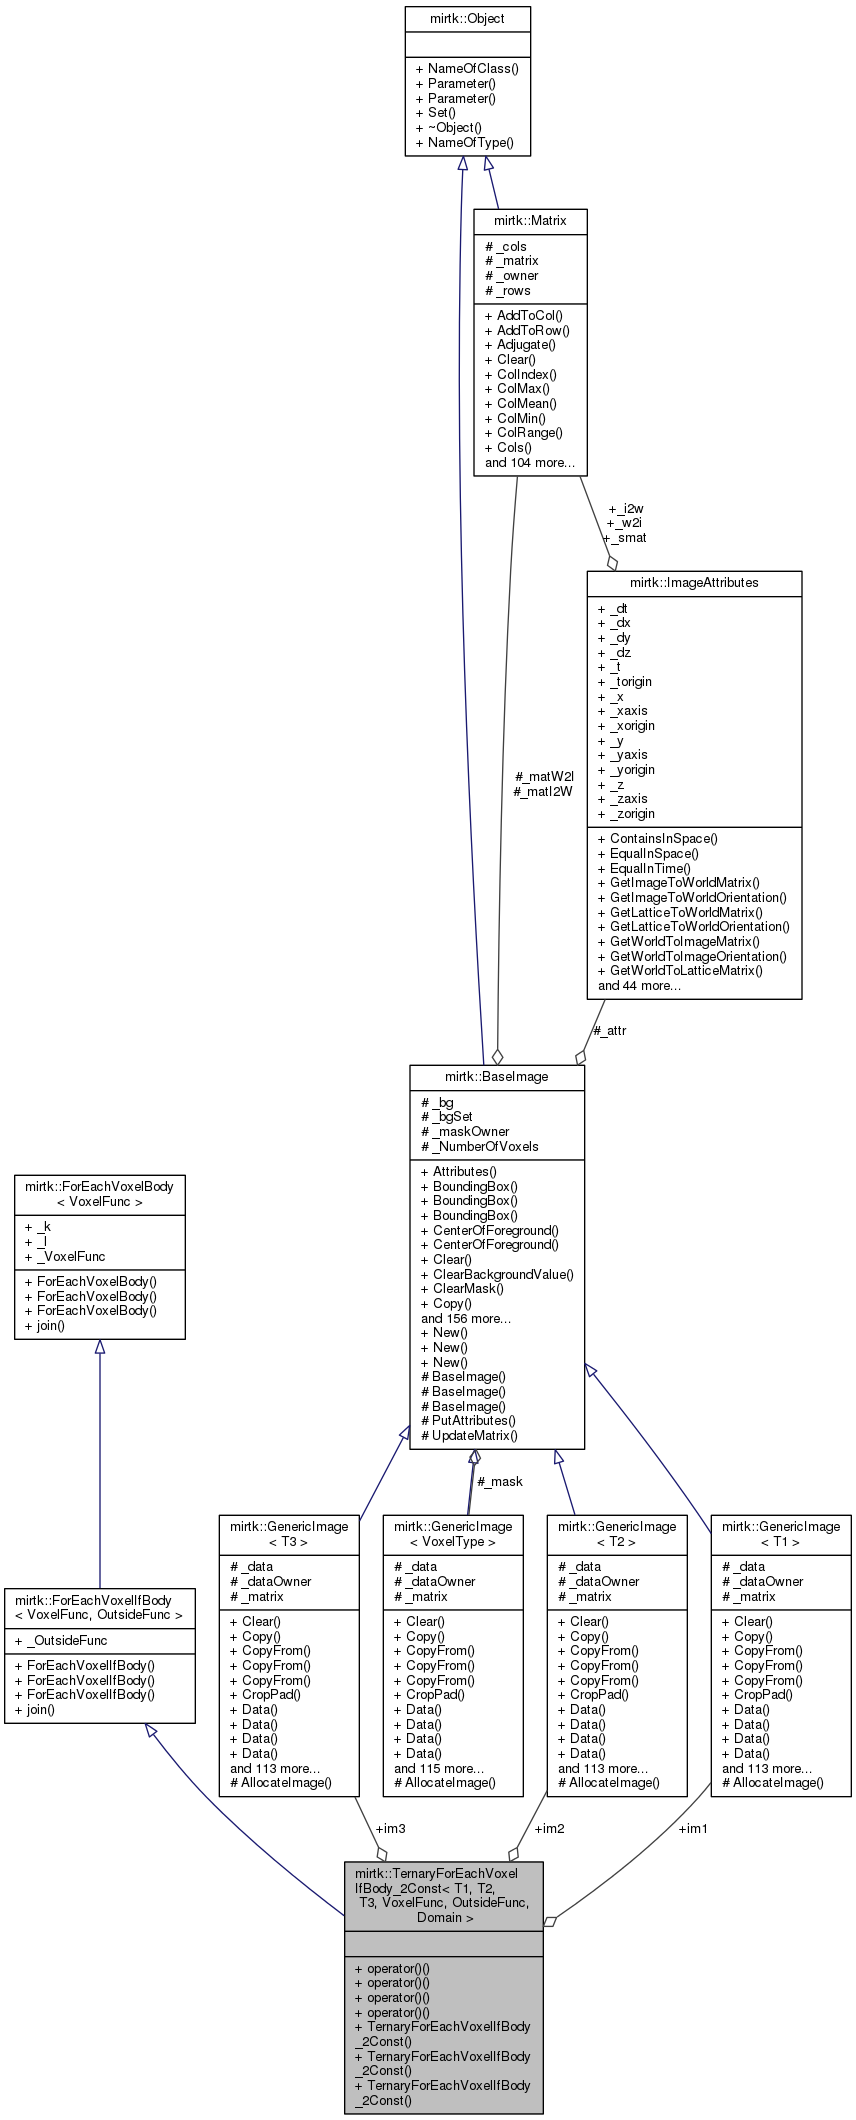 mirtk::Object
+ NameOfClass()
+ Parameter()
+ Parameter()
+ Set()
+ ~Object()
+ NameOfType()
mirtk::Matrix
# _cols
# _matrix
# _owner
# _rows
+ AddToCol()
+ AddToRow()
+ Adjugate()
+ Clear()
+ ColIndex()
+ ColMax()
+ ColMean()
+ ColMin()
+ ColRange()
+ Cols()
and 104 more...
+_i2w
+_w2i
+_smat
mirtk::ImageAttributes
+ _dt
+ _dx
+ _dy
+ _dz
+ _t
+ _torigin
+ _x
+ _xaxis
+ _xorigin
+ _y
+ _yaxis
+ _yorigin
+ _z
+ _zaxis
+ _zorigin
+ ContainsInSpace()
+ EqualInSpace()
+ EqualInTime()
+ GetImageToWorldMatrix()
+ GetImageToWorldOrientation()
+ GetLatticeToWorldMatrix()
+ GetLatticeToWorldOrientation()
+ GetWorldToImageMatrix()
+ GetWorldToImageOrientation()
+ GetWorldToLatticeMatrix()
and 44 more...
#_matW2I
#_matI2W
#_attr
mirtk::BaseImage
# _bg
# _bgSet
# _maskOwner
# _NumberOfVoxels
+ Attributes()
+ BoundingBox()
+ BoundingBox()
+ BoundingBox()
+ CenterOfForeground()
+ CenterOfForeground()
+ Clear()
+ ClearBackgroundValue()
+ ClearMask()
+ Copy()
and 156 more...
+ New()
+ New()
+ New()
# BaseImage()
# BaseImage()
# BaseImage()
# PutAttributes()
# UpdateMatrix()
mirtk::ForEachVoxelBody
< VoxelFunc >
+ _k
+ _l
+ _VoxelFunc
+ ForEachVoxelBody()
+ ForEachVoxelBody()
+ ForEachVoxelBody()
+ join()
#_mask
mirtk::ForEachVoxelIfBody
< VoxelFunc, OutsideFunc >
+ _OutsideFunc
+ ForEachVoxelIfBody()
+ ForEachVoxelIfBody()
+ ForEachVoxelIfBody()
+ join()
mirtk::GenericImage
< T3 >
# _data
# _dataOwner
# _matrix
+ Clear()
+ Copy()
+ CopyFrom()
+ CopyFrom()
+ CopyFrom()
+ CropPad()
+ Data()
+ Data()
+ Data()
+ Data()
and 113 more...
# AllocateImage()
mirtk::GenericImage
< VoxelType >
# _data
# _dataOwner
# _matrix
+ Clear()
+ Copy()
+ CopyFrom()
+ CopyFrom()
+ CopyFrom()
+ CropPad()
+ Data()
+ Data()
+ Data()
+ Data()
and 115 more...
# AllocateImage()
mirtk::GenericImage
< T2 >
# _data
# _dataOwner
# _matrix
+ Clear()
+ Copy()
+ CopyFrom()
+ CopyFrom()
+ CopyFrom()
+ CropPad()
+ Data()
+ Data()
+ Data()
+ Data()
and 113 more...
# AllocateImage()
mirtk::GenericImage
< T1 >
# _data
# _dataOwner
# _matrix
+ Clear()
+ Copy()
+ CopyFrom()
+ CopyFrom()
+ CopyFrom()
+ CropPad()
+ Data()
+ Data()
+ Data()
+ Data()
and 113 more...
# AllocateImage()
+im3
+im2
+im1
mirtk::TernaryForEachVoxel
IfBody_2Const< T1, T2,
T3, VoxelFunc, OutsideFunc,
Domain >
+ operator()()
+ operator()()
+ operator()()
+ operator()()
+ TernaryForEachVoxelIfBody
_2Const()
+ TernaryForEachVoxelIfBody
_2Const()
+ TernaryForEachVoxelIfBody
_2Const()